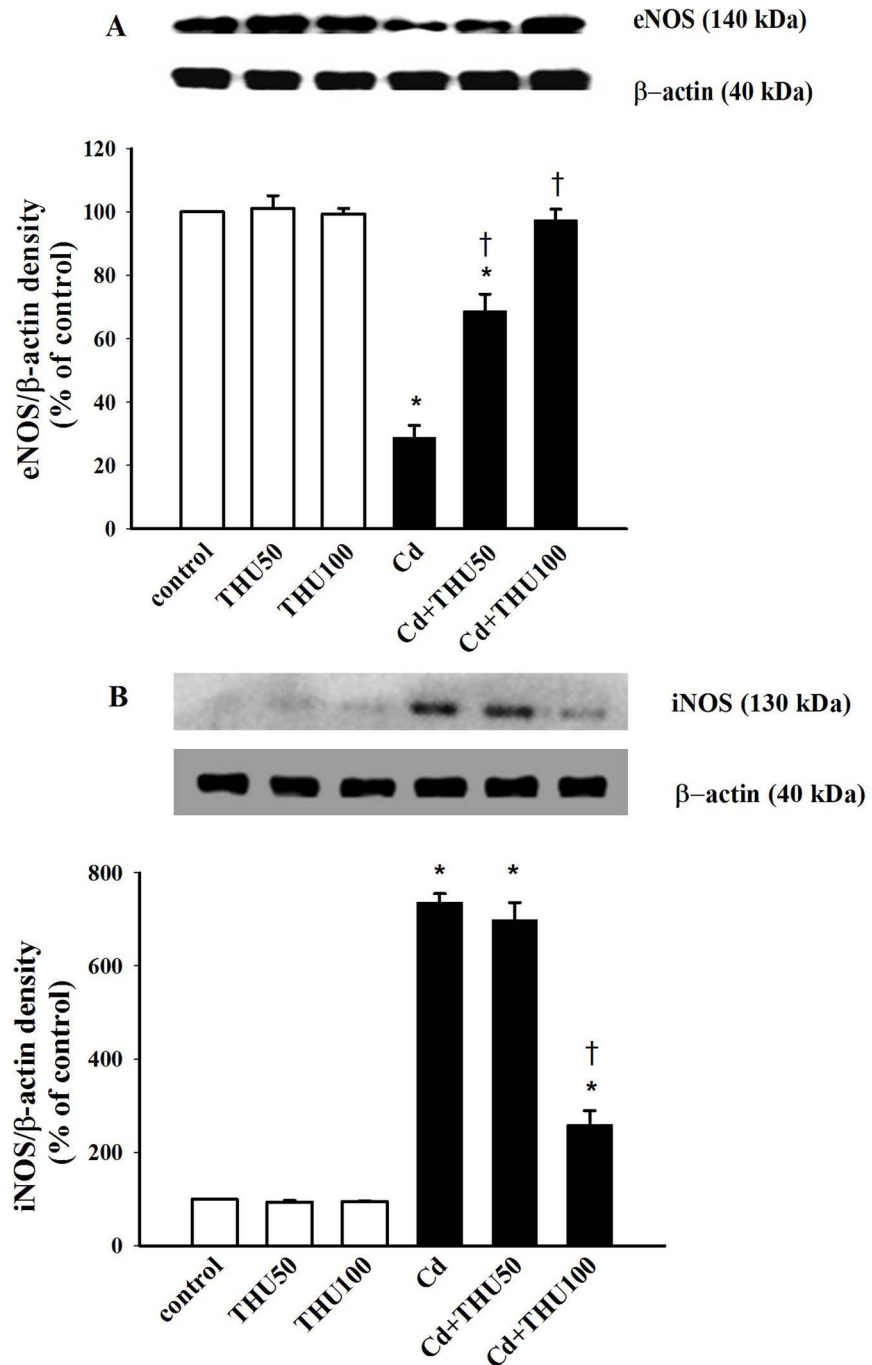 A
eNOS (140 kDa)
β–actin (40 kDa)
eNOS/β-actin density
(% of control)
120
100
80
60
40
20
0
*
†
*
†
control
THU50
THU100
Cd
Cd+THU50
Cd+THU100
B
iNOS (130 kDa)
β–actin (40 kDa)
iNOS/β-actin density
(% of control)
800
600
400
200
0
*
*
†
*
control
THU50
THU100
Cd
Cd+THU50
Cd+THU100